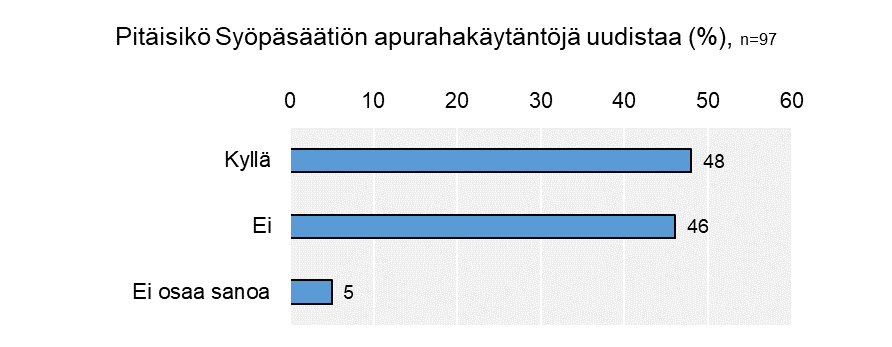 Pitäisikö Syöpäsäätiön apurahakäytäntöjä uudistaa (%), n=97
0 10 20 30 40 50 60
Kyllä 48
Ei 46
Ei osaa sanoa 5